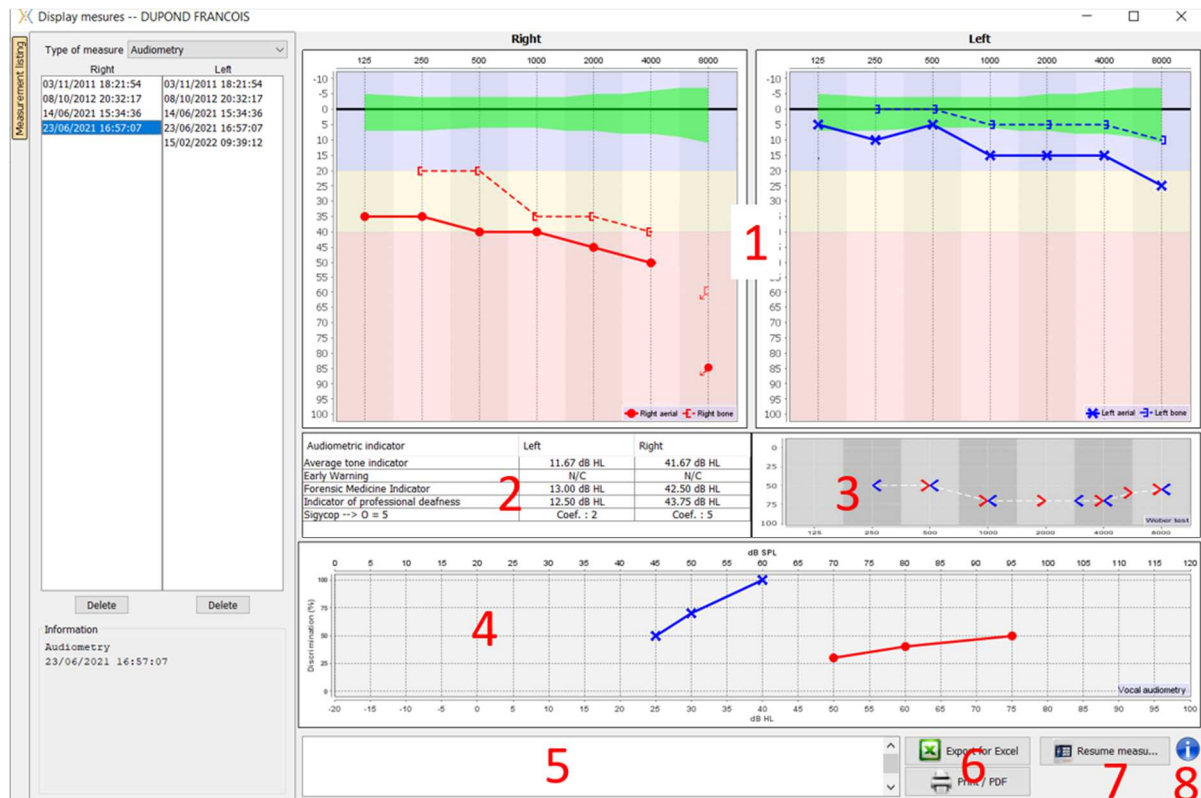 Display mesures -- DUPOND FRANCOIS
Measurement listing
Type of measure Audiometry
Right Left
03/11/2011 18:21:54 03/11/2011 18:21:54
08/10/2012 20:32:17 08/10/2012 20:32:17
14/06/2021 15:34:36 14/06/2021 15:34:36
23/06/2021 16:57:07 23/06/2021 16:57:07
15/02/2022 09:39:12
Delete Delete
Information
Audiometry
23/06/2021 16:57:07
Right
125 250 500 1000 2000 4000 8000
-10
-5
0
5
10
15
20
25
30
35
40
45
50
55
60
65
70
75
80
85
90
95
100
Right aerial Right bone
1
Left
125 250 500 1000 2000 4000 8000
-10
-5
0
5
10
15
20
25
30
35
40
45
50
55
60
65
70
75
80
85
90
95
100
Left aerial Left bone
Audiometric indicator Left Right
Average tone indicator 11.67 dB HL 41.67 dB HL
Early Warning N/C N/C
Forensic Medicine Indicator 13.00 dB HL 42.50 dB HL
Indicator of professional deafness 12.50 dB HL 43.75 dB HL
Sigycop --> O = 5 Coef. : 2 Coef. : 5
2
0
25
50
75
100
3
Weber test
125 250 500 1000 2000 4000 8000
dB SPL
0 5 10 15 20 25 30 35 40 45 50 55 60 65 70 75 80 85 90 95 100 105 110 115 120
Discrimination (%)
100
75
50
25
0
4
Vocal audiometry
-20 -15 -10 -5 0 5 10 15 20 25 30 35 40 45 50 55 60 65 70 75 80 85 90 95 100
dB HL
5
Export for Excel
Print / PDF
6
Resume measu...
7
8